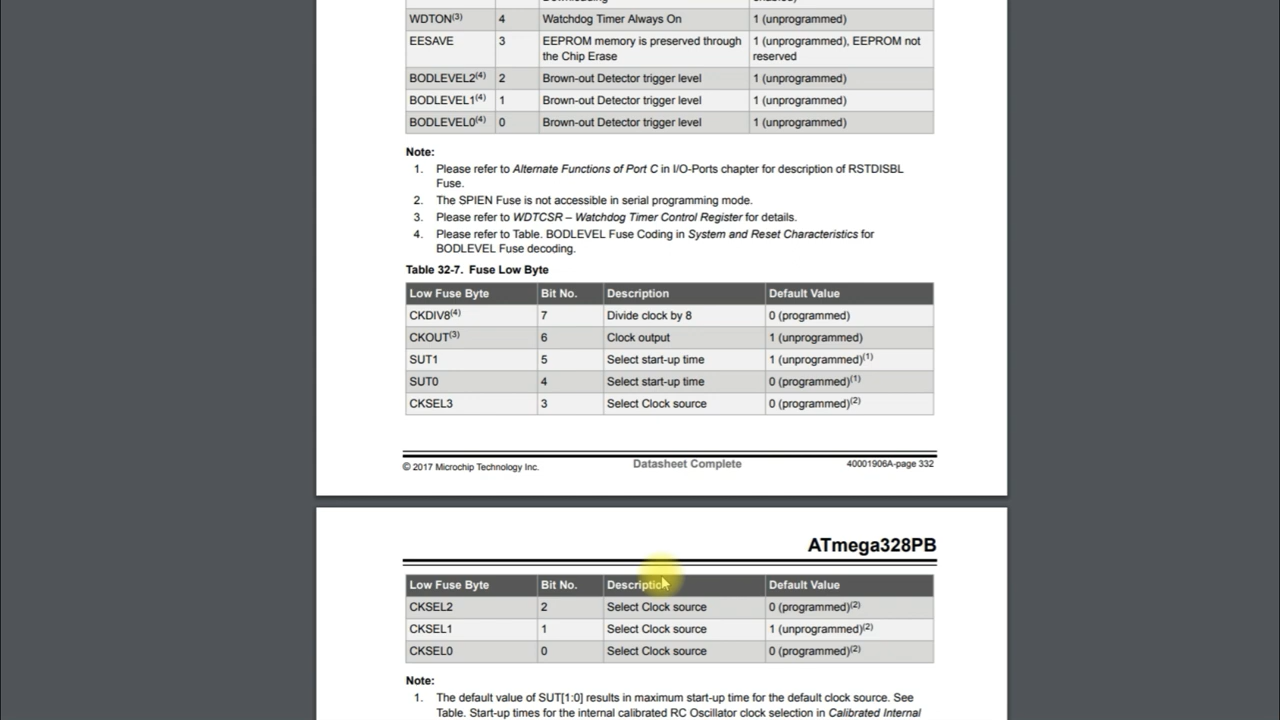 WDTON(3) 4 Watchdog Timer Always On 1 (unprogrammed)
EESAVE 3 EEPROM memory is preserved through 1 (unprogrammed), EEPROM not
the Chip Erase reserved
BODLEVEL2(4) 2 Brown-out Detector trigger level 1 (unprogrammed)
BODLEVEL1(4) 1 Brown-out Detector trigger level 1 (unprogrammed)
BODLEVEL0(4) 0 Brown-out Detector trigger level 1 (unprogrammed)
Note:
1. Please refer to Alternate Functions of Port C in I/O-Ports chapter for description of RSTDISBL
Fuse.
2. The SPIEN Fuse is not accessible in serial programming mode.
3. Please refer to WDTCSR – Watchdog Timer Control Register for details.
4. Please refer to Table. BODLEVEL Fuse Coding in System and Reset Characteristics for
BODLEVEL Fuse decoding.
Table 32-7. Fuse Low Byte
Low Fuse Byte Bit No. Description Default Value
CKDIV8(4) 7 Divide clock by 8 0 (programmed)
CKOUT(3) 6 Clock output 1 (unprogrammed)
SUT1 5 Select start-up time 1 (unprogrammed)(1)
SUT0 4 Select start-up time 0 (programmed)(1)
CKSEL3 3 Select Clock source 0 (programmed)(2)
© 2017 Microchip Technology Inc. Datasheet Complete 40001906A-page 332
ATmega328PB
Low Fuse Byte Bit No. Description Default Value
CKSEL2 2 Select Clock source 0 (programmed)(2)
CKSEL1 1 Select Clock source 1 (unprogrammed)(2)
CKSEL0 0 Select Clock source 0 (programmed)(2)
Note:
1. The default value of SUT[1:0] results in maximum start-up time for the default clock source. See
Table. Start-up times for the internal calibrated RC Oscillator clock selection in Calibrated Internal